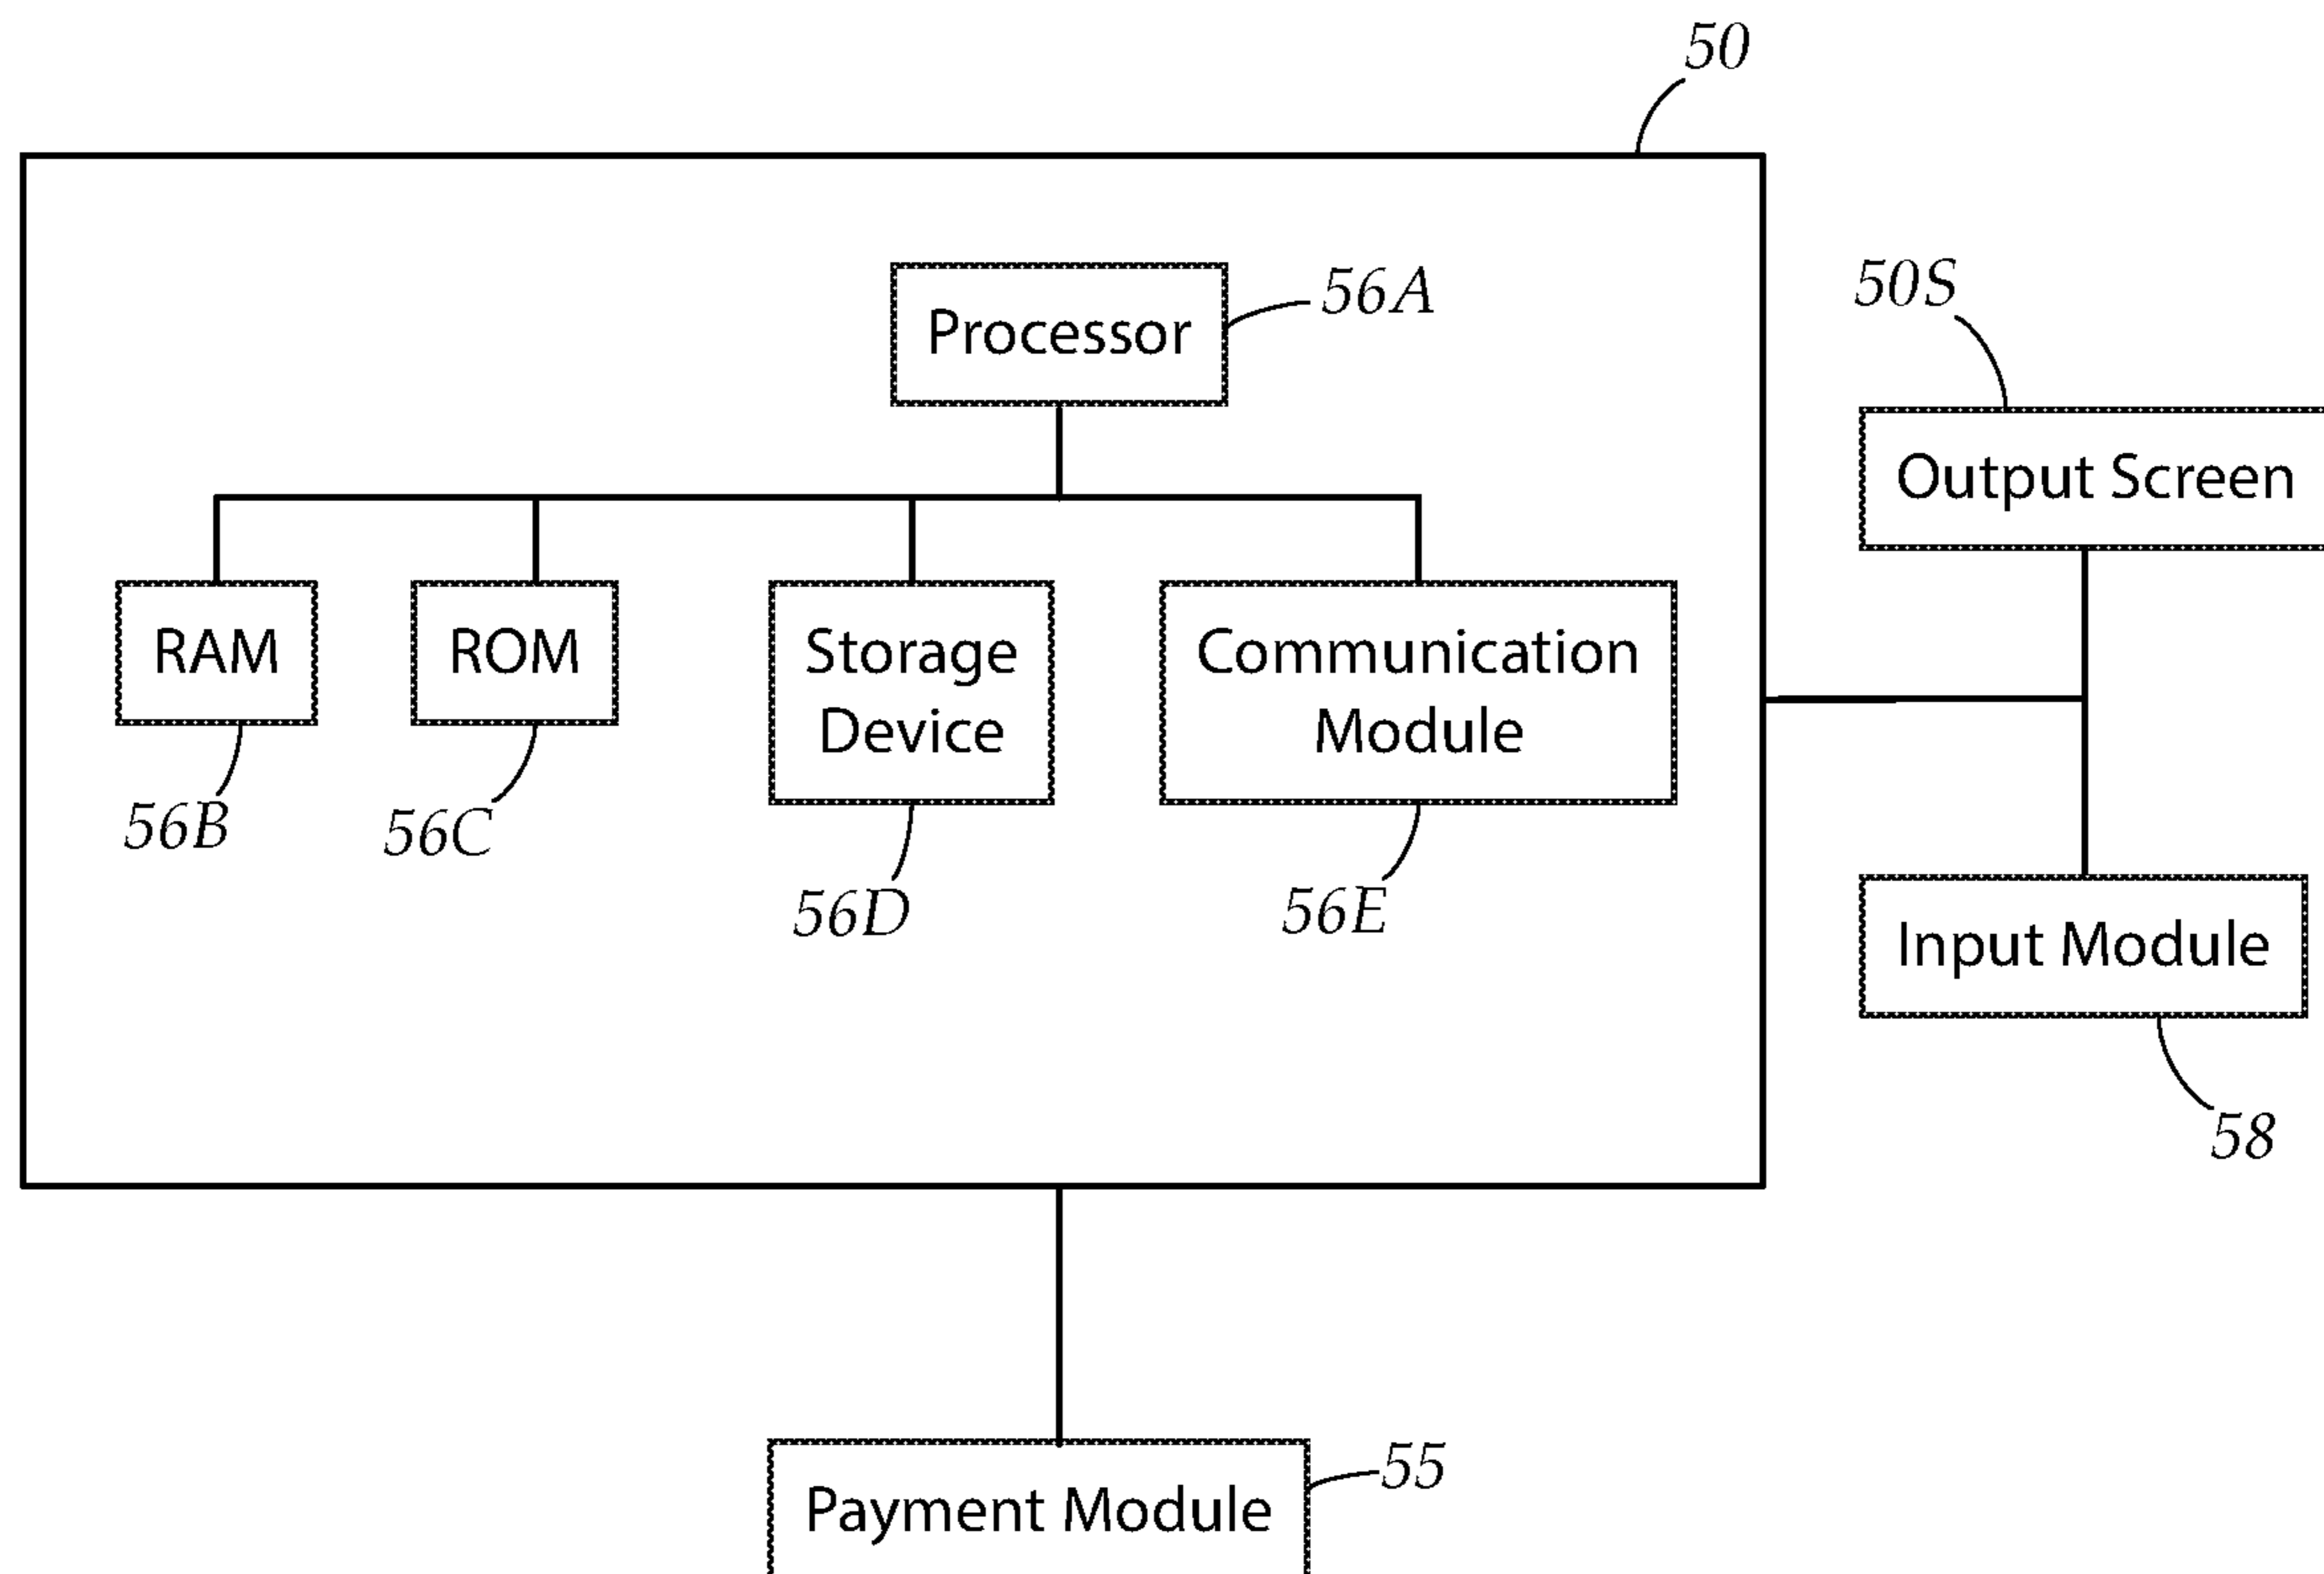 50
Processor
56A
50S
Output Screen
RAM
ROM
Storage
Device
Communication
Module
56B
56C
56D
56E
Input Module
58
Payment Module
55